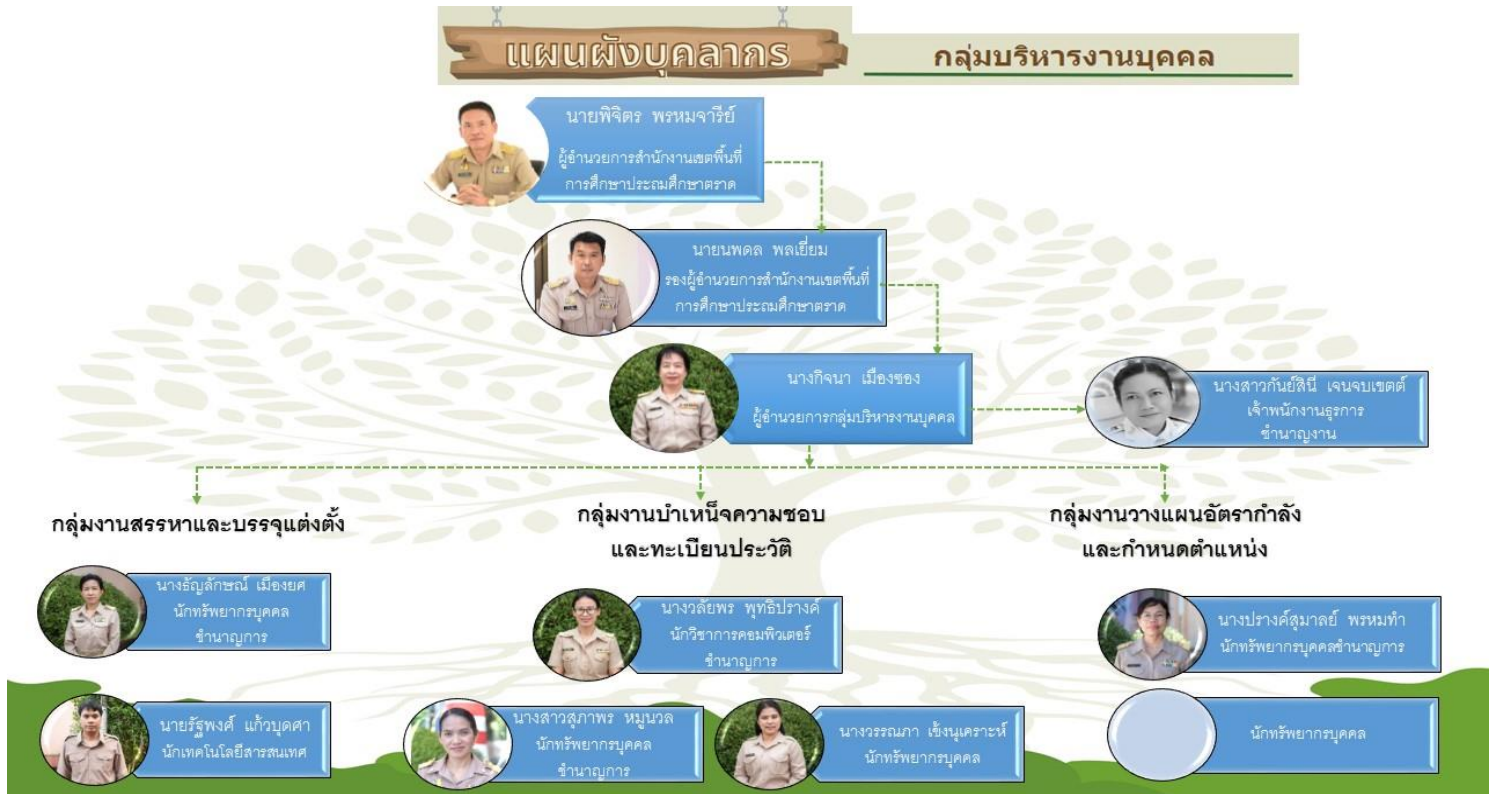 แผนผังบุคลากร
กลุ่มบริหารงานบุคคล
นายพิจิตร พรหมจารีย์
ผู้อำนวยการสำนักงานเขตพื้นที่
การศึกษาประถมศึกษาตราด
นายนพดล พลเยี่ยม
รองผู้อำนวยการสำนักงานเขตพื้นที่
การศึกษาประถมศึกษาตราด
นางกิจนา เมืองซอง
ผู้อำนวยการกลุ่มบริหารงานบุคคล
นางสาวกันย์สินี เจนจบเขตต์
เจ้าพนักงานธุรการ
ชำนาญงาน
กลุ่มงานสรรหาและบรรจุแต่งตั้ง
นางธัญลักษณ์ เมืองยศ
นักทรัพยากรบุคคล
ชำนาญการ
นายรัฐพงศ์ แก้วบุดศา
นักเทคโนโลยีสารสนเทศ
กลุ่มงานบำเหน็จความชอบ
และทะเบียนประวัติ
นางวลัยพร พุทธิปรางค์
นักวิชาการคอมพิวเตอร์
ชำนาญการ
นางสาวสุภาพร หมูนวล
นักทรัพยากรบุคคล
ชำนาญการ
นางวรรณภา เซ็งนุเคราะห์
นักทรัพยากรบุคคล
กลุ่มงานวางแผนอัตรากำลัง
และกำหนดตำแหน่ง
นางปรางค์สุมาลย์ พรหมทำ
นักทรัพยากรบุคคลชำนาญการ
นักทรัพยากรบุคคล